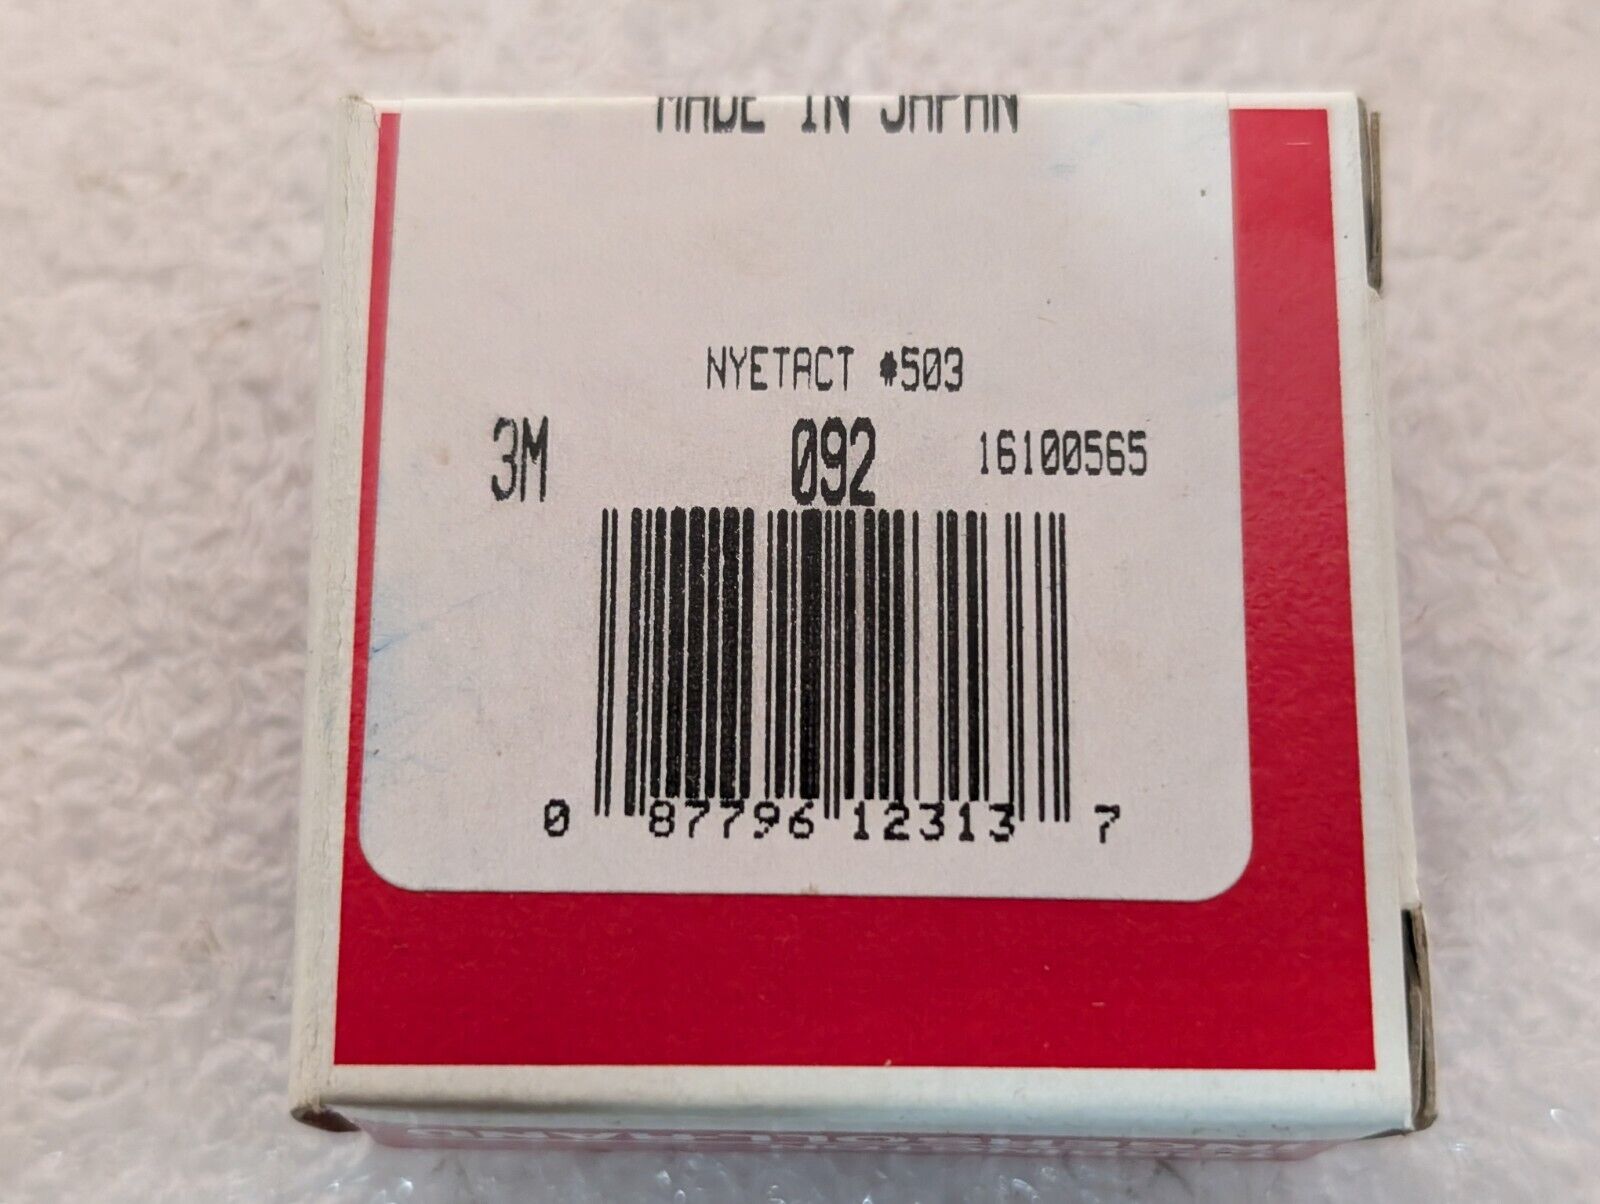 MADE IN JAPAN
NYETACT #503
3M 092 16100565
0 87796 12313 7